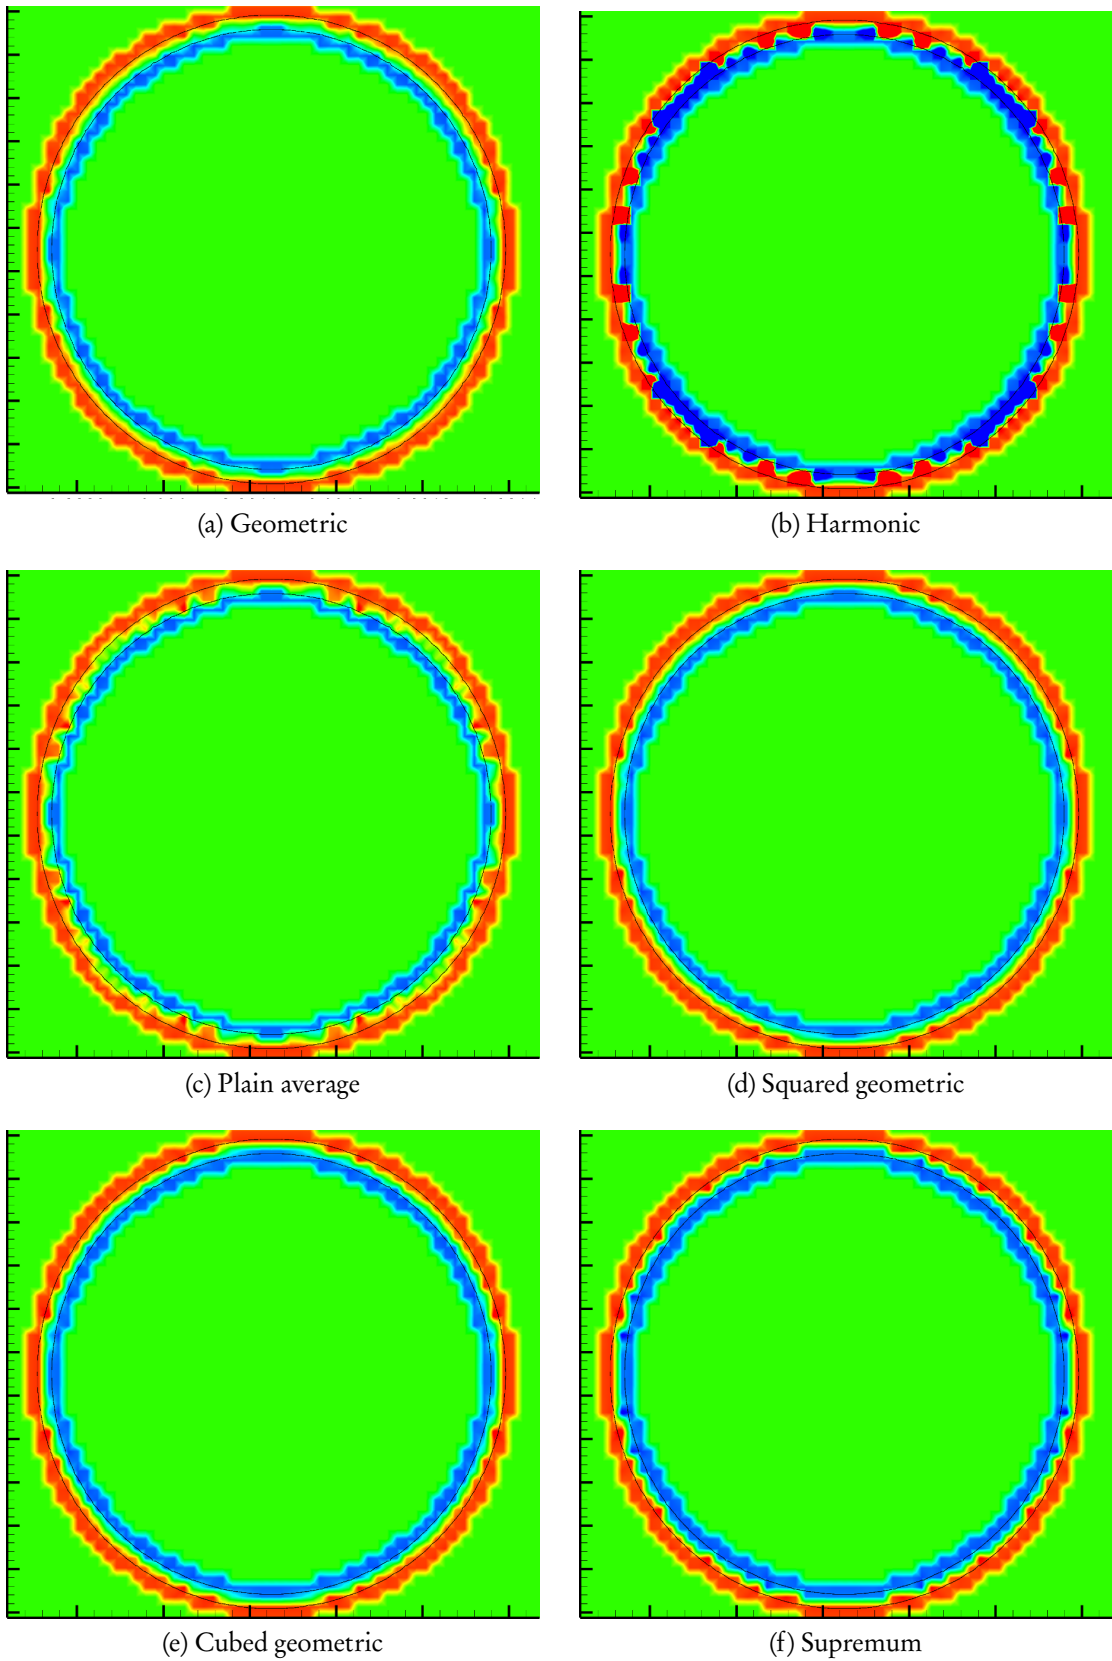 (a) Geometric
(b) Harmonic
(c) Plain average
(d) Squared geometric
(e) Cubed geometric
(f) Supremum